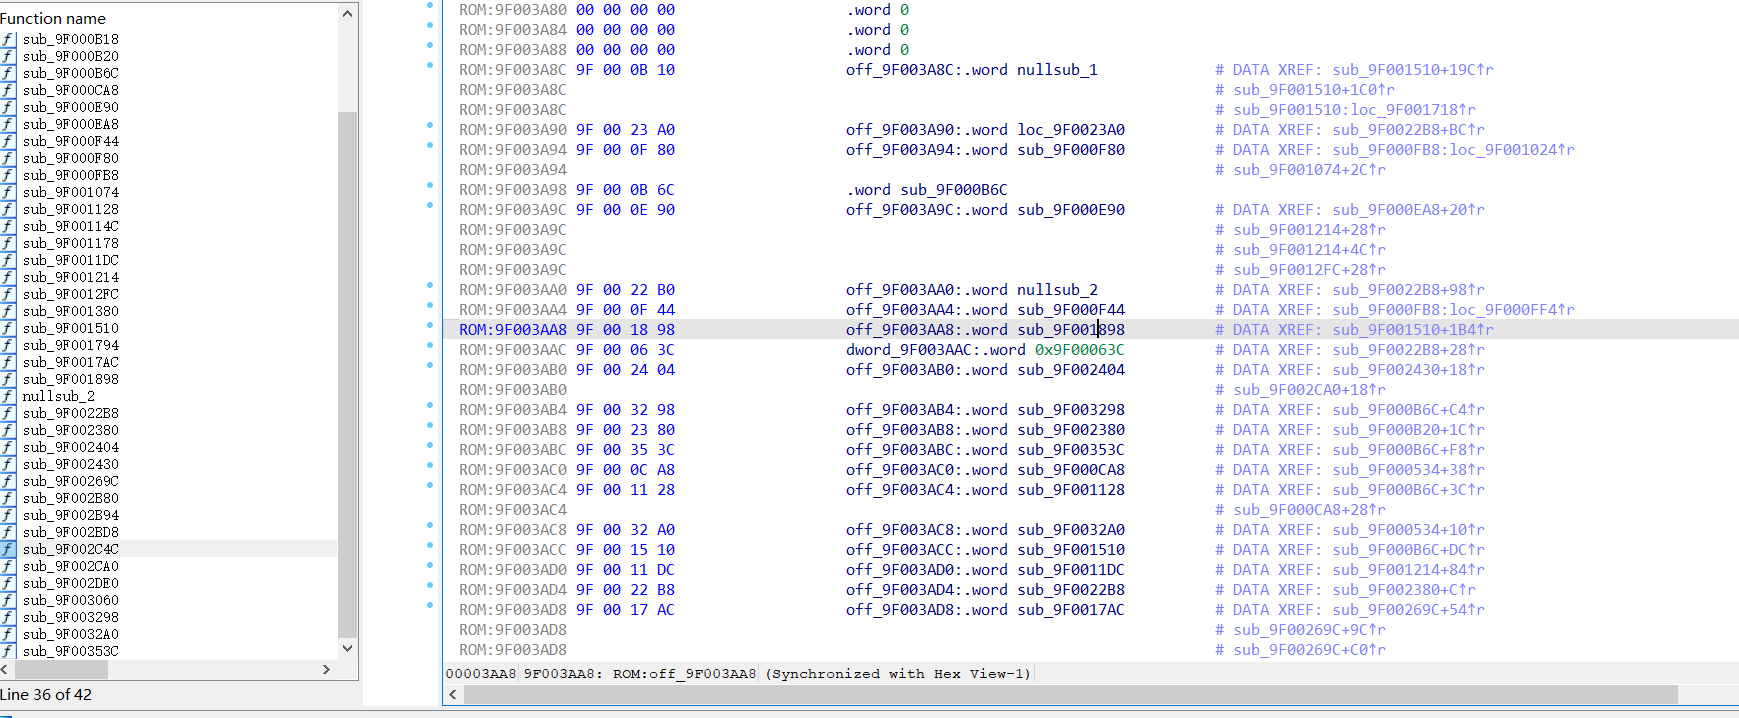 Function name
sub_9F000B18
sub_9F000B20
sub_9F000B6C
sub_9F000CA8
sub_9F000E90
sub_9F000EA8
sub_9F000F44
sub_9F000F80
sub_9F000FB8
sub_9F001074
sub_9F001128
sub_9F00114C
sub_9F001178
sub_9F0011DC
sub_9F001214
sub_9F0012FC
sub_9F001380
sub_9F001510
sub_9F001794
sub_9F0017AC
sub_9F001898
nullsub_2
sub_9F0022B8
sub_9F002380
sub_9F002404
sub_9F002430
sub_9F00269C
sub_9F002B80
sub_9F002B94
sub_9F002BD8
sub_9F002C4C
sub_9F002CA0
sub_9F002DE0
sub_9F003060
sub_9F003298
sub_9F0032A0
sub_9F00353C
Line 36 of 42
ROM:9F003A80 00 00 00 00 .word 0
ROM:9F003A84 00 00 00 00 .word 0
ROM:9F003A88 00 00 00 00 .word 0
ROM:9F003A8C 9F 00 0B 10 off_9F003A8C:.word nullsub_1 # DATA XREF: sub_9F001510+19C↑r
ROM:9F003A8C # sub_9F001510+1C0↑r
ROM:9F003A8C # sub_9F001510:loc_9F001718↑r
ROM:9F003A90 9F 00 23 A0 off_9F003A90:.word loc_9F0023A0 # DATA XREF: sub_9F0022B8+BC↑r
ROM:9F003A94 9F 00 0F 80 off_9F003A94:.word sub_9F000F80 # DATA XREF: sub_9F000FB8:loc_9F001024↑r
ROM:9F003A94 # sub_9F001074+2C↑r
ROM:9F003A98 9F 00 0B 6C .word sub_9F000B6C
ROM:9F003A9C 9F 00 0E 90 off_9F003A9C:.word sub_9F000E90 # DATA XREF: sub_9F000EA8+20↑r
ROM:9F003A9C # sub_9F001214+28↑r
ROM:9F003A9C # sub_9F001214+4C↑r
ROM:9F003A9C # sub_9F0012FC+28↑r
ROM:9F003AA0 9F 00 22 B0 off_9F003AA0:.word nullsub_2 # DATA XREF: sub_9F0022B8+98↑r
ROM:9F003AA4 9F 00 0F 44 off_9F003AA4:.word sub_9F000F44 # DATA XREF: sub_9F000FB8:loc_9F000FF4↑r
ROM:9F003AA8 9F 00 18 98 off_9F003AA8:.word sub_9F001898 # DATA XREF: sub_9F001510+1B4↑r
ROM:9F003AAC 9F 00 06 3C dword_9F003AAC:.word 0x9F00063C # DATA XREF: sub_9F0022B8+28↑r
ROM:9F003AB0 9F 00 24 04 off_9F003AB0:.word sub_9F002404 # DATA XREF: sub_9F002430+18↑r
ROM:9F003AB0 # sub_9F002CA0+18↑r
ROM:9F003AB4 9F 00 32 98 off_9F003AB4:.word sub_9F003298 # DATA XREF: sub_9F000B6C+C4↑r
ROM:9F003AB8 9F 00 23 80 off_9F003AB8:.word sub_9F002380 # DATA XREF: sub_9F000B20+1C↑r
ROM:9F003ABC 9F 00 35 3C off_9F003ABC:.word sub_9F00353C # DATA XREF: sub_9F000B6C+F8↑r
ROM:9F003AC0 9F 00 0C A8 off_9F003AC0:.word sub_9F000CA8 # DATA XREF: sub_9F000534+38↑r
ROM:9F003AC4 9F 00 11 28 off_9F003AC4:.word sub_9F001128 # DATA XREF: sub_9F000B6C+3C↑r
ROM:9F003AC4 # sub_9F000CA8+28↑r
ROM:9F003AC8 9F 00 32 A0 off_9F003AC8:.word sub_9F0032A0 # DATA XREF: sub_9F000534+10↑r
ROM:9F003ACC 9F 00 15 10 off_9F003ACC:.word sub_9F001510 # DATA XREF: sub_9F000B6C+DC↑r
ROM:9F003AD0 9F 00 11 DC off_9F003AD0:.word sub_9F0011DC # DATA XREF: sub_9F001214+84↑r
ROM:9F003AD4 9F 00 22 B8 off_9F003AD4:.word sub_9F0022B8 # DATA XREF: sub_9F002380+C↑r
ROM:9F003AD8 9F 00 17 AC off_9F003AD8:.word sub_9F0017AC # DATA XREF: sub_9F00269C+54↑r
ROM:9F003AD8 # sub_9F00269C+9C↑r
ROM:9F003AD8 # sub_9F00269C+C0↑r
00003AA8 9F003AA8: ROM:off_9F003AA8 (Synchronized with Hex View-1)